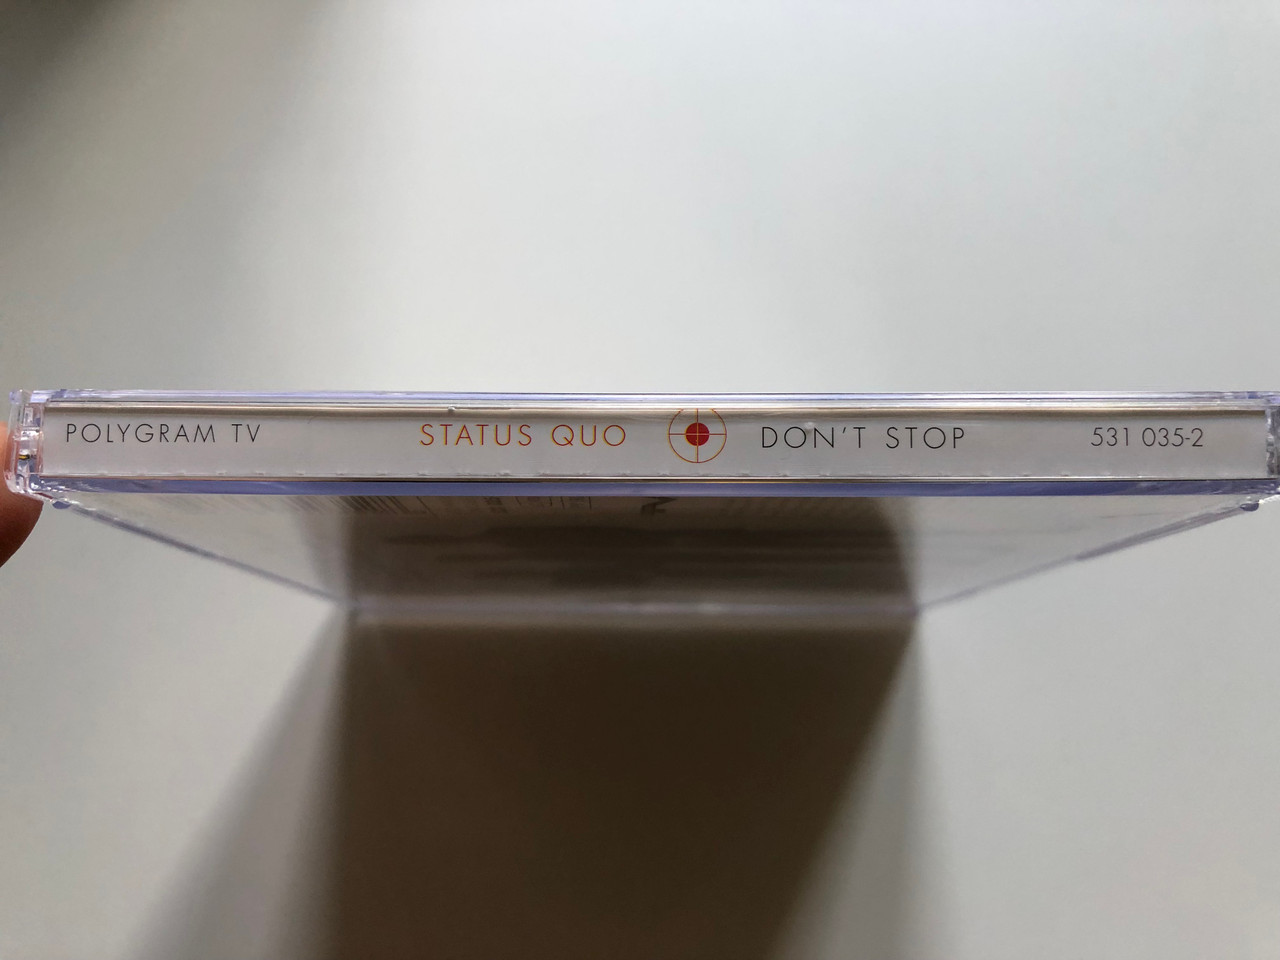 POLYGRAM TV STATUS QUO DON'T STOP 531 035-2